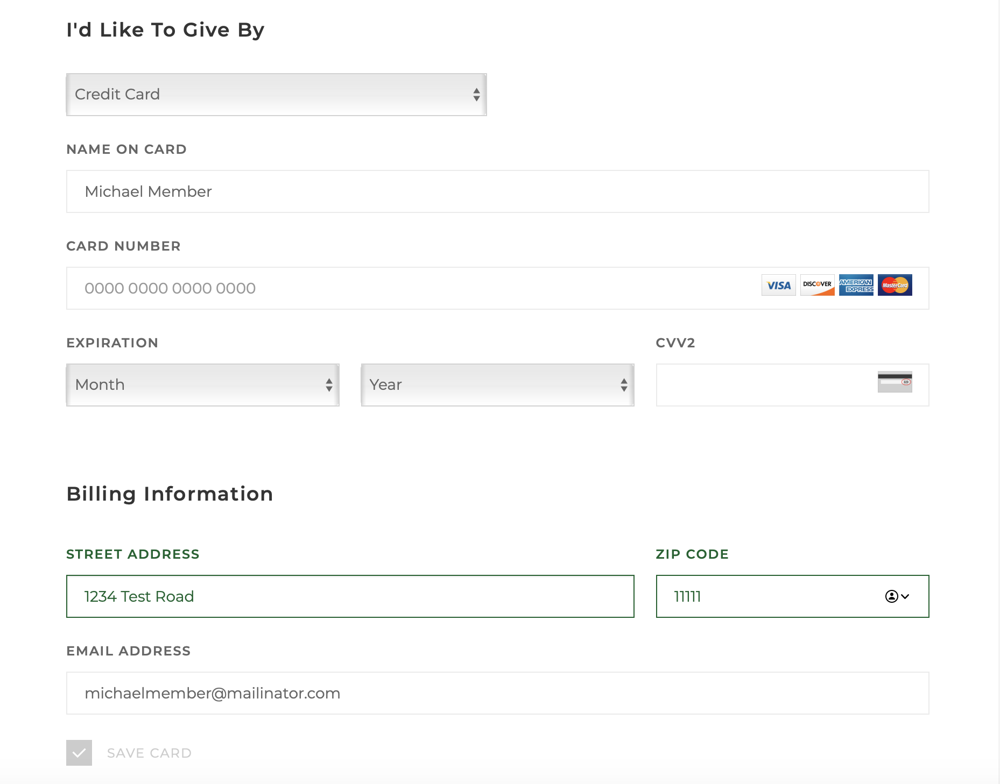 I'd Like To Give By
Credit Card
NAME ON CARD
Michael Member
CARD NUMBER
0000 0000 0000 0000
VISA
DISCOVER
AMERICAN
EXPRESS
MasterCard
EXPIRATION
CVV2
Month
Year
323
Billing Information
STREET ADDRESS
ZIP CODE
1234 Test Road
11111
EMAIL ADDRESS
michaelmember@mailinator.com
SAVE CARD